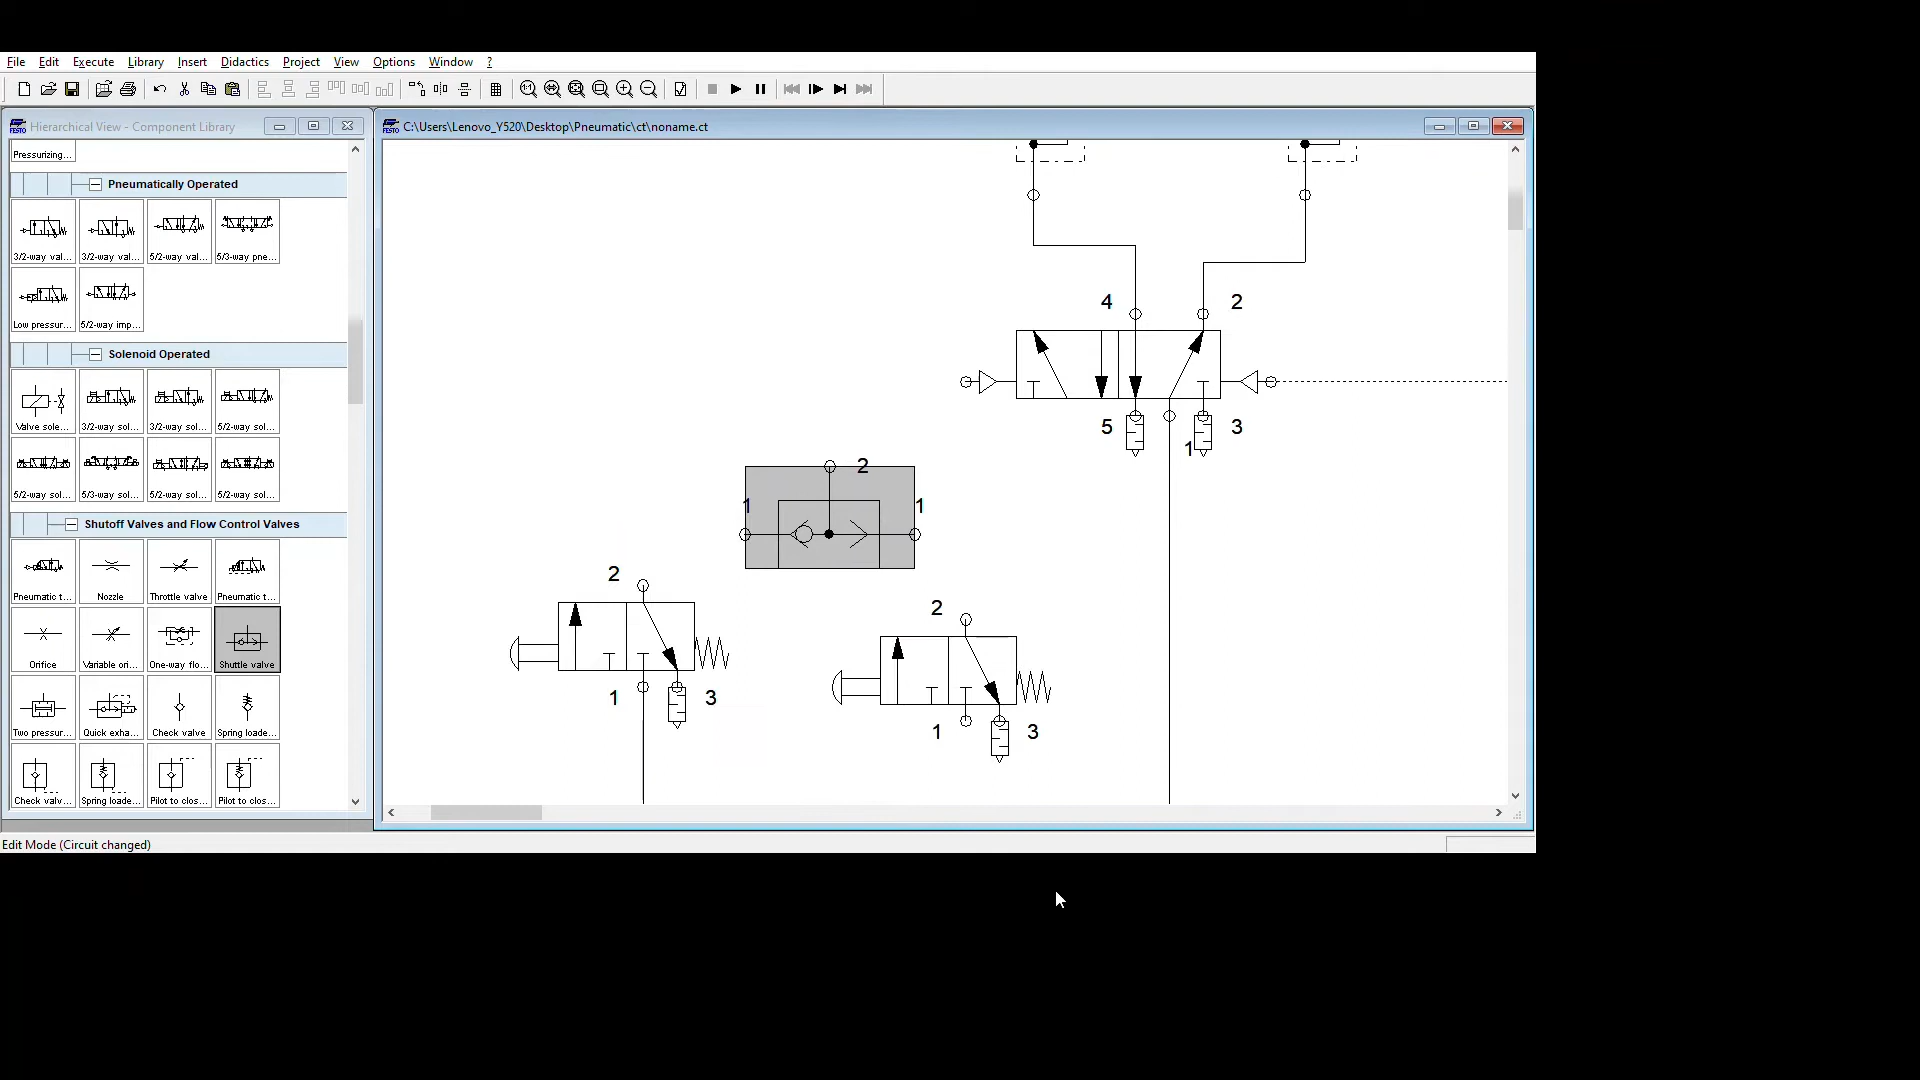 File Edit Execute Library Insert Didactics Project View Options Window ?
FESTO Hierarchical View - Component Library
FESTO C:\Users\Lenovo_Y520\Desktop\Pneumatic\ct\noname.ct
Pressurizing...
Pneumatically Operated
3/2-way val... 3/2-way val... 5/2-way val... 5/3-way pne...
Low pressur... 5/2-way imp...
Solenoid Operated
Valve sole... 3/2-way sol... 3/2-way sol... 5/2-way sol...
5/2-way sol... 5/3-way sol... 5/2-way sol... 5/2-way sol...
Shutoff Valves and Flow Control Valves
Pneumatic t... Nozzle Throttle valve Pneumatic t...
Orifice Variable ori... One-way flo... Shuttle valve
Two pressur... Quick exha... Check valve Spring loade...
Check valv... Spring loade... Pilot to clos... Pilot to clos...
4 2
5 1 3
2
1 1
2
1 3
2
1 3
Edit Mode (Circuit changed)